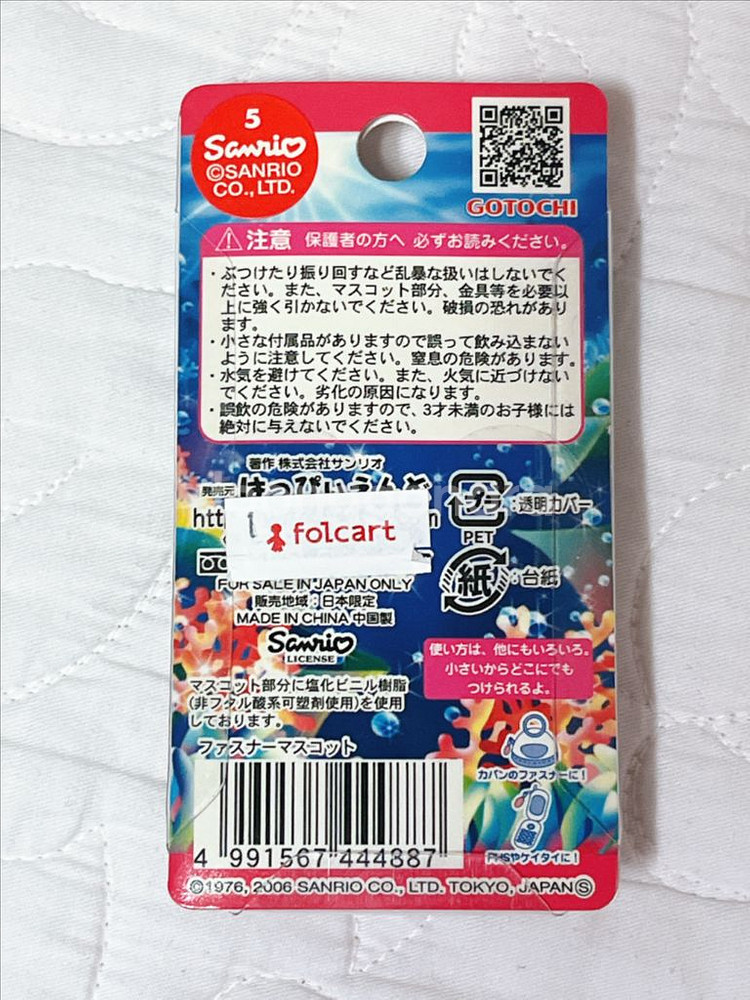 5
Sanrio
©SANRIO
CO., LTD.
GOTOCHI
注意 保護者の方へ 必ずお読みください。
・ぶつけたり振り回すなど乱暴な扱いはしないでく
ださい。また、マスコット部分、金具等を必要以
上に強く引かないでください。破損の恐れがあり
ます。
・小さな付属品がありますので誤って飲み込まない
ように注意してください。窒息の危険があります。
・水気を避けてください。また、火気に近づけない
でください。劣化の原因になります。
・誤飲の危険がありますので、3才未満のお子様には
絶対に与えないでください。
著作 株式会社サンリオ
発売元 はっぴぃえんど
htt
1 folcart
FOR SALE IN JAPAN ONLY
販売地域:日本限定
MADE IN CHINA 中国製
Sanrio
LICENSE
プラ :透明カバー
PET
紙 :台紙
マスコット部分に塩化ビニル樹脂
(非フタル酸系可塑剤使用)を使用
しております。
ファスナーマスコット
使い方は、他にもいろいろ。
小さいからどこにでも
つけられるよ。
カバンのファスナーに!
PHSやケイタイに!
4 991567 444887
©1976, 2006 SANRIO CO., LTD. TOKYO, JAPAN Ⓢ